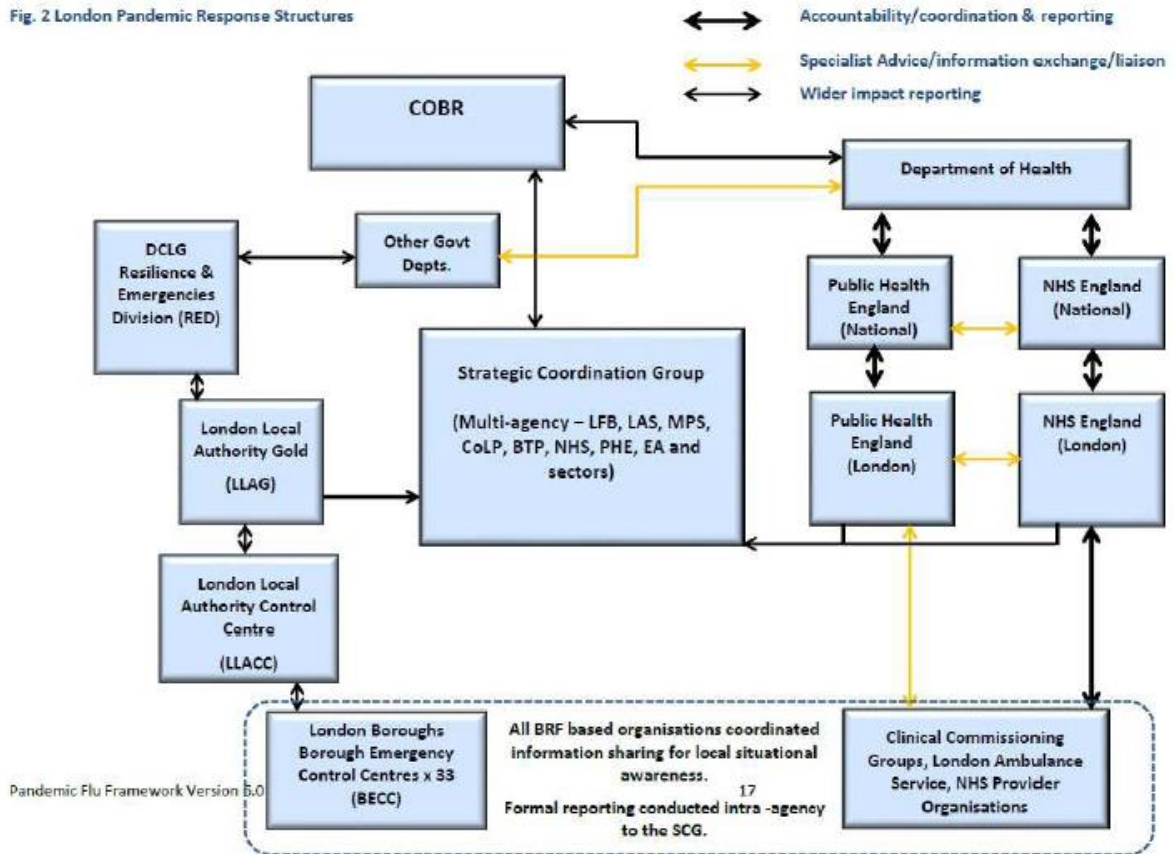 Fig. 2 London Pandemic Response Structures
Accountability/coordination & reporting
Specialist Advice/information exchange/liaison
Wider impact reporting
COBR
Department of Health
DCLG
Resilience &
Emergencies
Division (RED)
Other Govt
Depts.
Public Health
England
(National)
NHS England
(National)
Strategic Coordination Group
(Multi-agency – LFB, LAS, MPS,
CoLP, BTP, NHS, PHE, EA and
sectors)
London Local
Authority Gold
(LLAG)
Public Health
England
(London)
NHS England
(London)
London Local
Authority Control
Centre
(LLACC)
London Boroughs
Borough Emergency
Control Centres x 33
(BECC)
All BRF based organisations coordinated
information sharing for local situational
awareness.
Formal reporting conducted intra -agency
to the SCG.
Clinical Commissioning
Groups, London Ambulance
Service, NHS Provider
Organisations
Pandemic Flu Framework Version
17